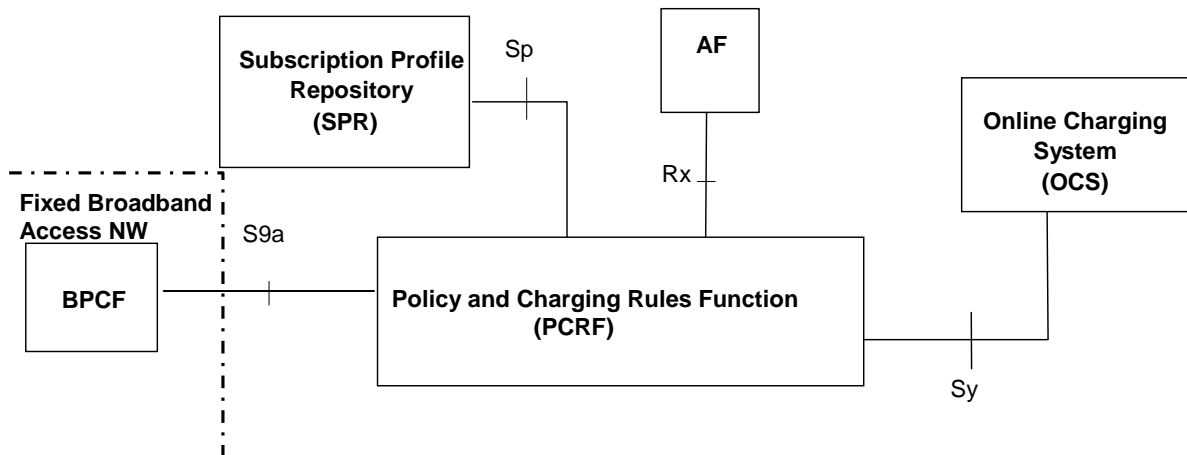 Subscription Profile
Repository
(SPR)
Sp
AF
Online Charging
System
(OCS)
Rx
Fixed Broadband
Access NW
S9a
BPCF
Policy and Charging Rules Function
(PCRF)
Sy